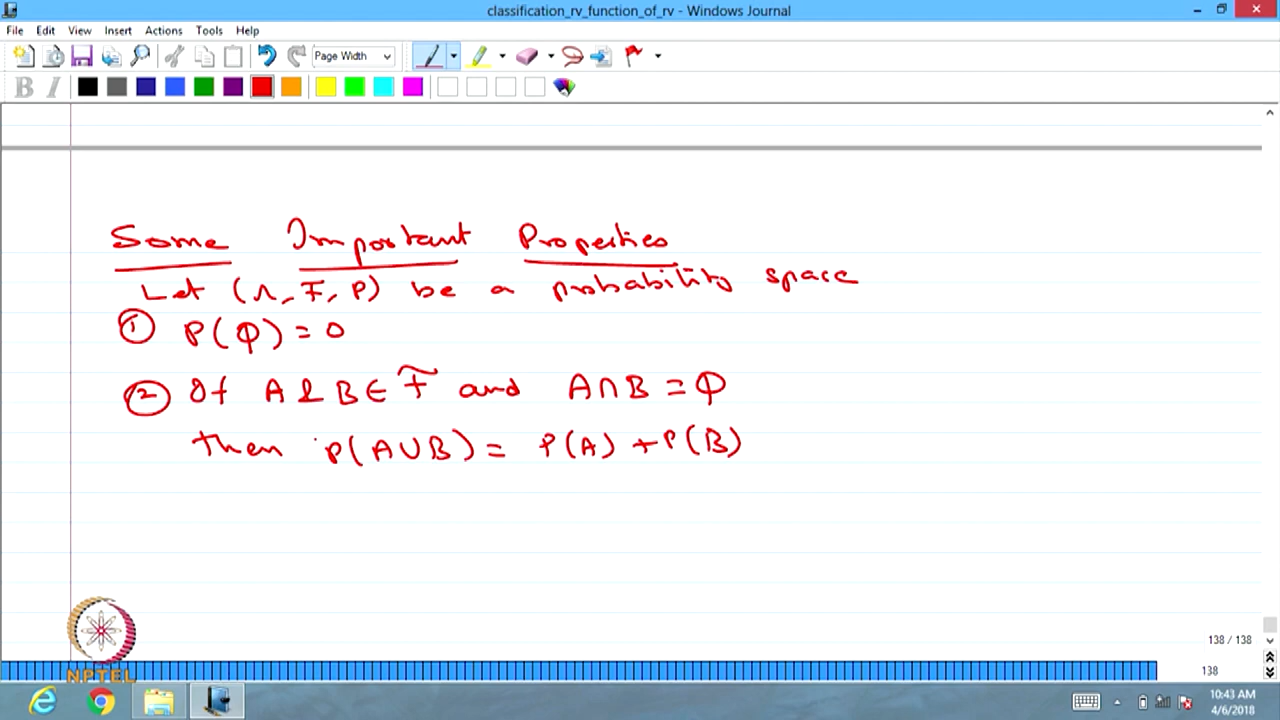 classification_rv_function_of_rv - Windows Journal
File Edit View Insert Actions Tools Help
Page Width
B I
Some Important Properties
Let (Ω, F, P) be a probability space
① P(Φ) = 0
② If A & B ∈ F and A ∩ B = Φ
then P(A ∪ B) = P(A) + P(B)
138 / 138
NPTEL
138
10:43 AM
4/6/2018